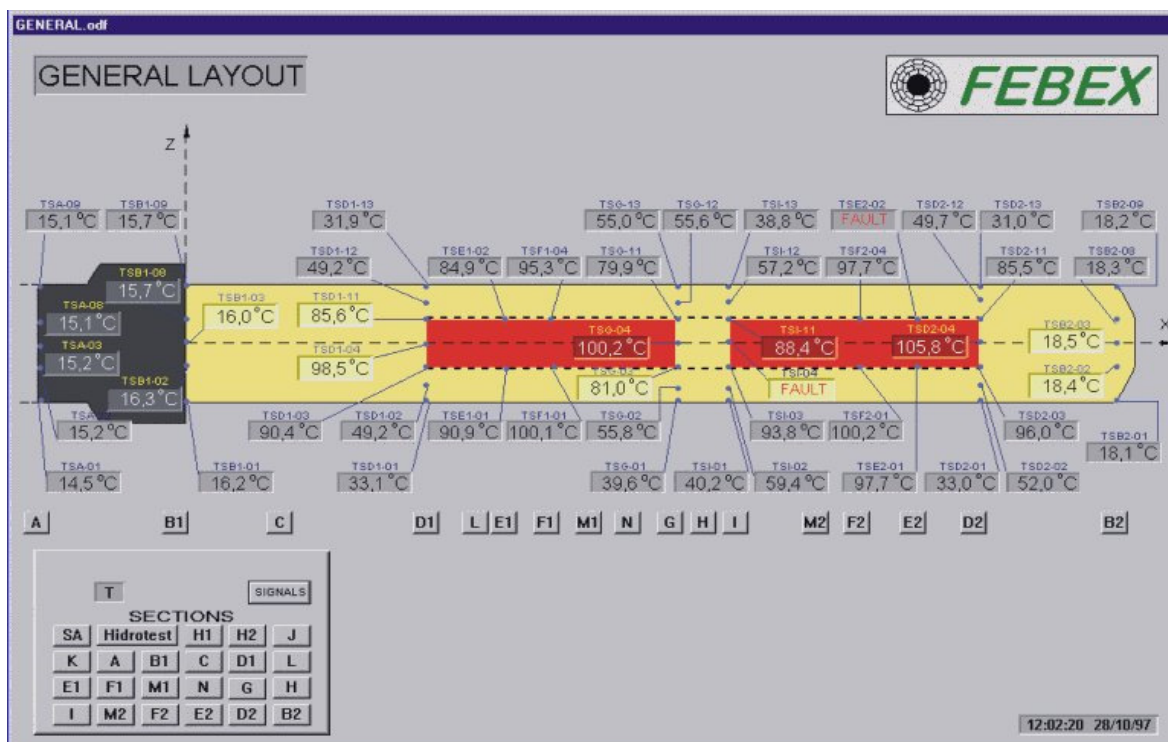 GENERAL.odf
GENERAL LAYOUT
FEBEX
Z
TSA-09 TSB1-09 TSD1-13 TSG-13 TSG-12 TSI-13 TSE2-02 TSD2-12 TSD2-13 TSB2-09
15,1°C 15,7°C 31,9°C 55,0°C 55,6°C 38,8°C FAULT 49,7°C 31,0°C 18,2°C
TSD1-12 TSE1-02 TSF1-04 TSG-11 TSI-12 TSF2-04 TSD2-11 TSB2-08
49,2°C 84,9°C 95,3°C 79,9°C 57,2°C 97,7°C 85,5°C 18,3°C
TSB1-08
15,7°C
TSB1-03 TSD1-11
16,0°C 85,6°C
TSA-08
15,1°C
TSG-04 TSI-11 TSD2-04 TSB2-03 X
100,2°C 88,4°C 105,8°C 18,5°C
TSA-03 TSD1-04
15,2°C 98,5°C
TSB1-02 TSI-04 TSB2-02
16,3°C 81,0°C FAULT 18,4°C
15,2°C
TSD1-03 TSD1-02 TSE1-01 TSF1-01 TSG-02 TSI-03 TSF2-01 TSD2-03 TSB2-01
90,4°C 49,2°C 90,9°C 100,1°C 55,8°C 93,8°C 100,2°C 96,0°C 18,1°C
TSA-01 TSB1-01 TSD1-01 TSG-01 TSI-01 TSI-02 TSE2-01 TSD2-01 TSD2-02
14,5°C 16,2°C 33,1°C 39,6°C 40,2°C 59,4°C 97,7°C 33,0°C 52,0°C
A B1 C D1 L E1 F1 M1 N G H I M2 F2 E2 D2 B2
T SIGNALS
SECTIONS
SA Hidrotest H1 H2 J
K A B1 C D1 L
E1 F1 M1 N G H
I M2 F2 E2 D2 B2
12:02:20 28/10/97